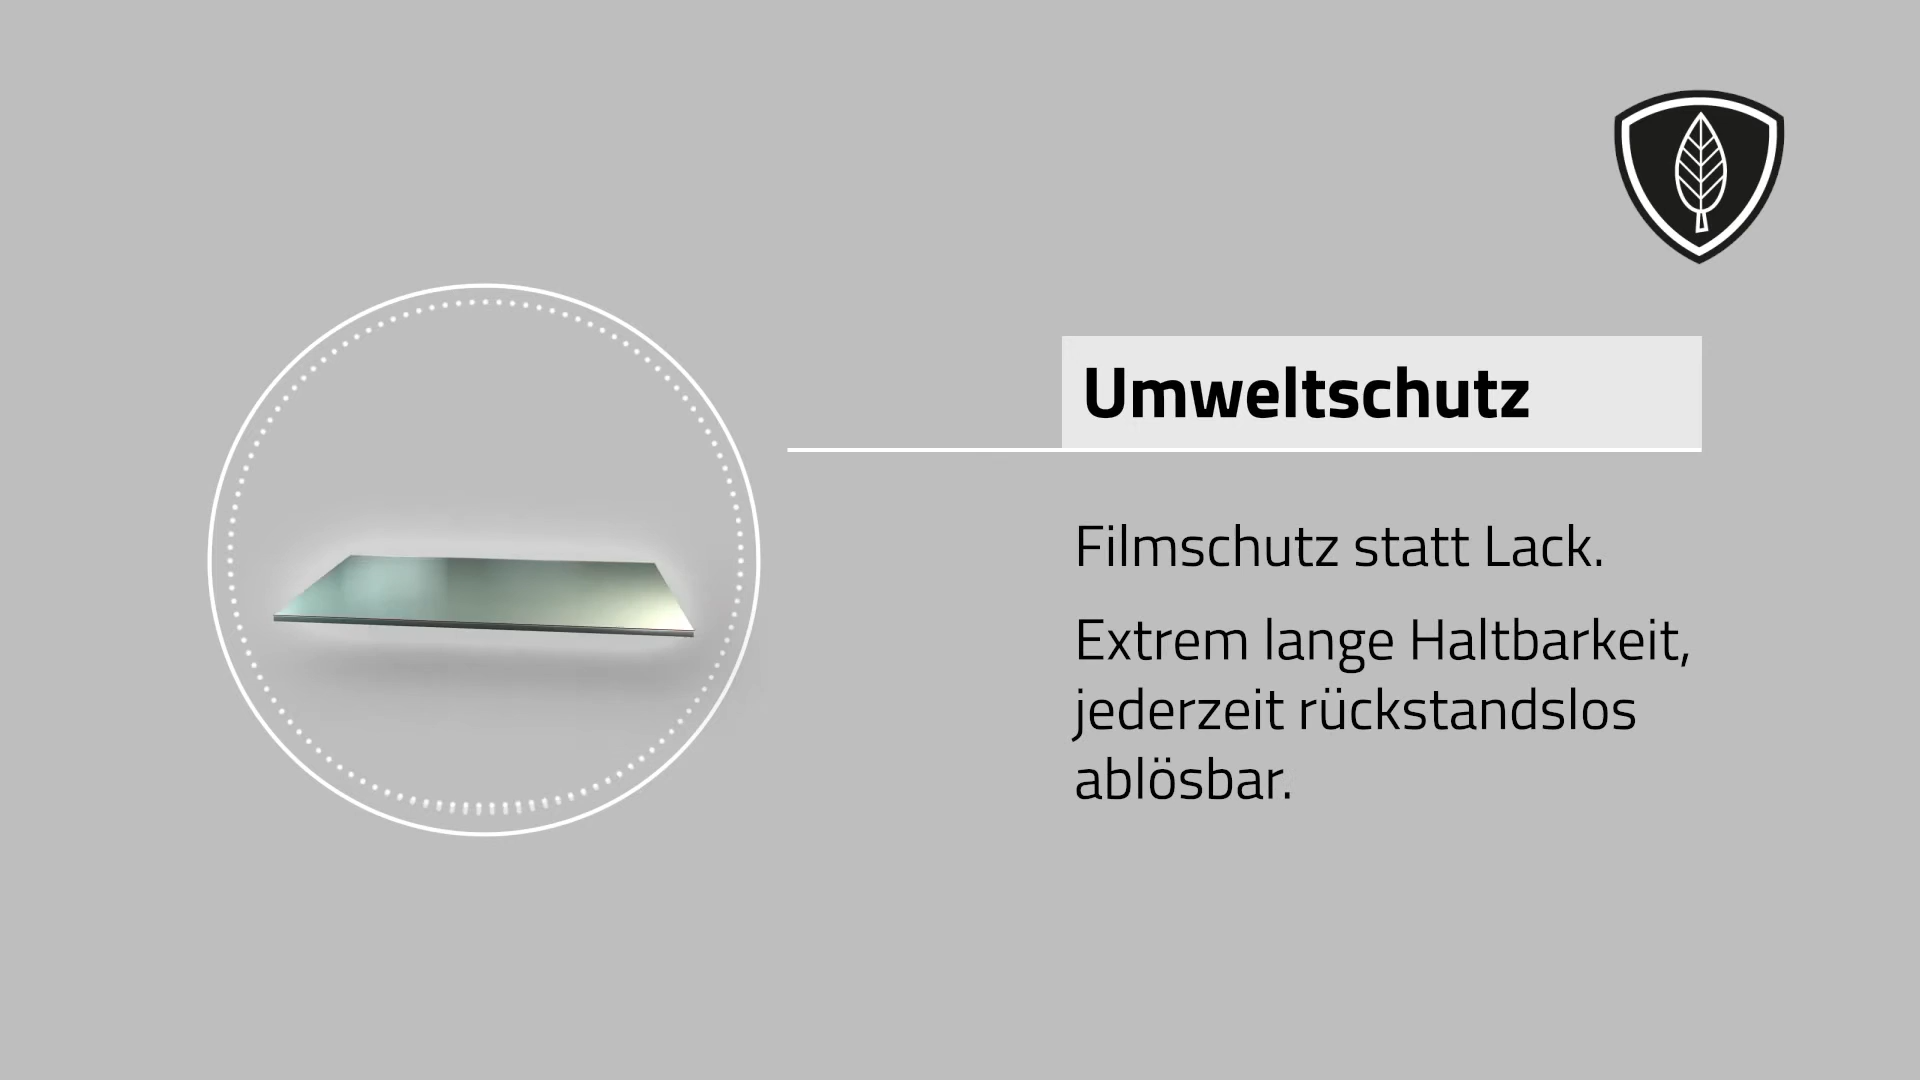 Umweltschutz
Filmschutz statt Lack.
Extrem lange Haltbarkeit,
jederzeit rückstandslos
ablösbar.